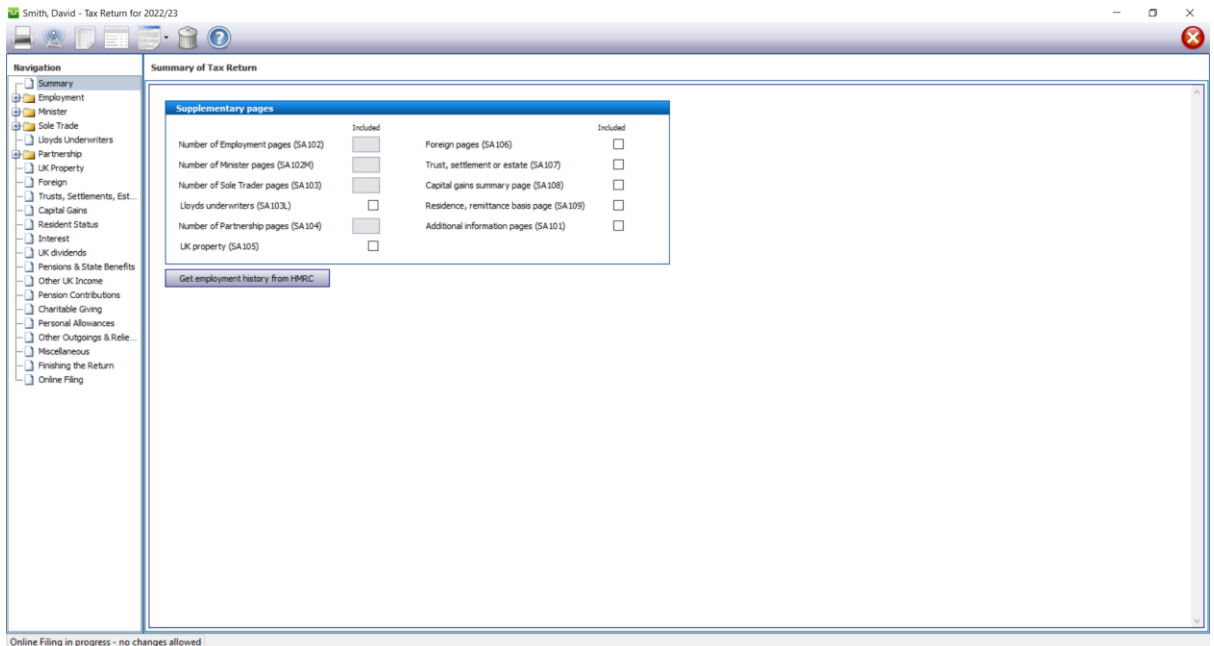 Smith, David - Tax Return for 2022/23
Navigation
Summary
Employment
Minister
Sole Trade
Lloyds Underwriters
Partnership
UK Property
Foreign
Trusts, Settlements, Est...
Capital Gains
Resident Status
Interest
UK dividends
Pensions & State Benefits
Other UK Income
Pension Contributions
Charitable Giving
Personal Allowances
Other Outgoings & Relie...
Miscellaneous
Finishing the Return
Online Filing
Summary of Tax Return
Supplementary pages
Included
Number of Employment pages (SA102)
Number of Minister pages (SA102M)
Number of Sole Trader pages (SA103)
Lloyds underwriters (SA103L)
Number of Partnership pages (SA104)
UK property (SA105)
Included
Foreign pages (SA106)
Trust, settlement or estate (SA107)
Capital gains summary page (SA108)
Residence, remittance basis page (SA109)
Additional information pages (SA101)
Get employment history from HMRC
Online Filing in progress - no changes allowed